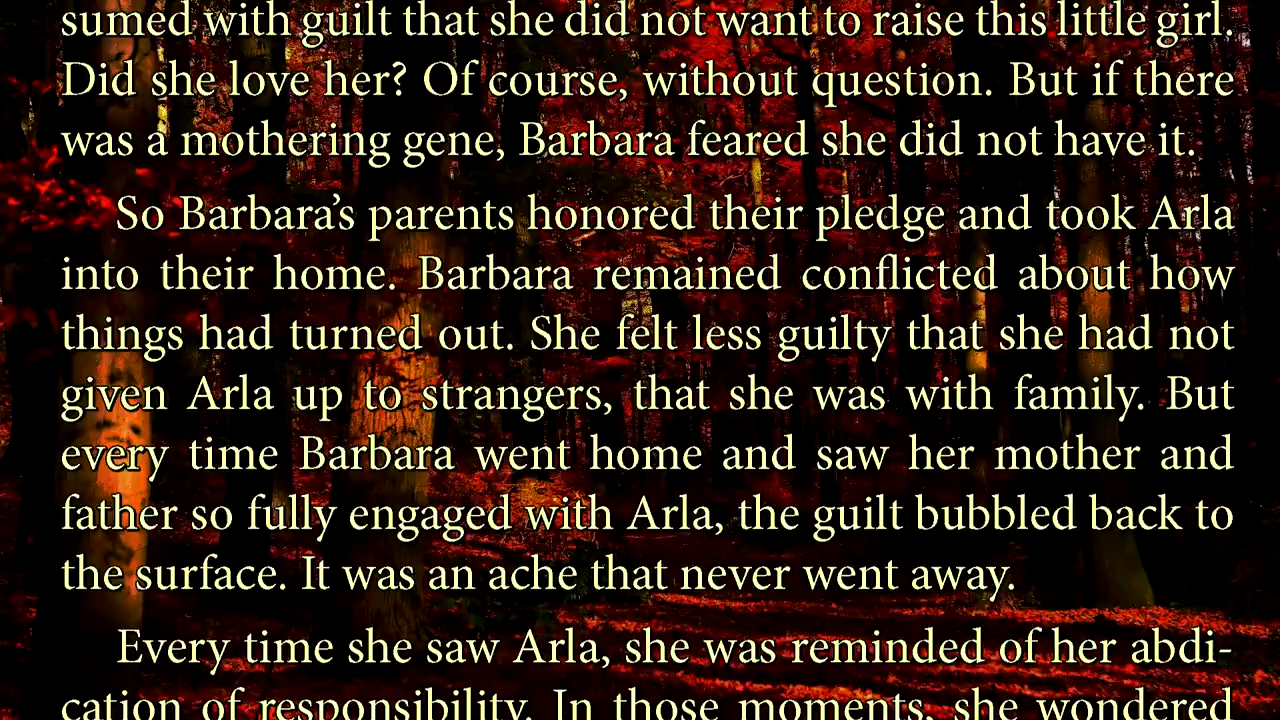 sumed with guilt that she did not want to raise this little girl.
Did she love her? Of course, without question. But if there
was a mothering gene, Barbara feared she did not have it.
So Barbara’s parents honored their pledge and took Arla
into their home. Barbara remained conflicted about how
things had turned out. She felt less guilty that she had not
given Arla up to strangers, that she was with family. But
every time Barbara went home and saw her mother and
father so fully engaged with Arla, the guilt bubbled back to
the surface. It was an ache that never went away.
Every time she saw Arla, she was reminded of her abdi-
cation of responsibility. In those moments, she wondered